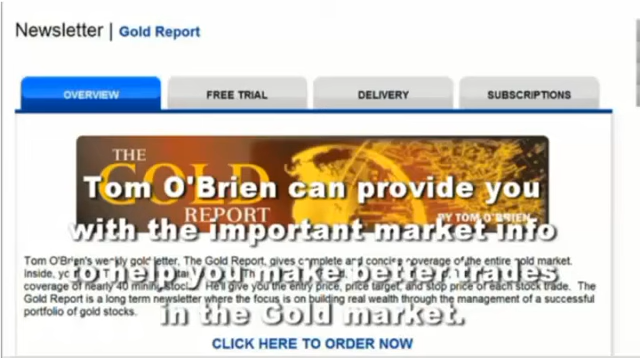 Newsletter | Gold Report
OVERVIEW FREE TRIAL DELIVERY SUBSCRIPTIONS
THE
GOLD
REPORT
BY TOM O'BRIEN
Tom O'Brien can provide you
with the important market info
to help you make better trades
in the Gold market.
Tom O'Brien's weekly gold letter, The Gold Report, gives complete and concise coverage of the entire gold market.
Inside,
coverage of nearly 40 mining He'll give you the entry price, price target, and stop price of each stock trade. The
Gold Report is a long term newsletter where the focus is on building real wealth through the management of a successful
portfolio of gold stocks.
CLICK HERE TO ORDER NOW